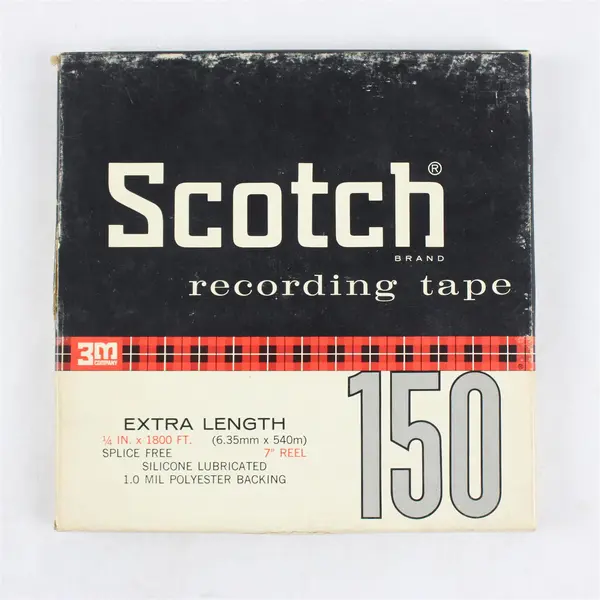 Scotch®
BRAND
recording tape
3M
COMPANY
150
EXTRA LENGTH
¼ IN. x 1800 FT. (6.35mm x 540m)
SPLICE FREE 7" REEL
SILICONE LUBRICATED
1.0 MIL POLYESTER BACKING